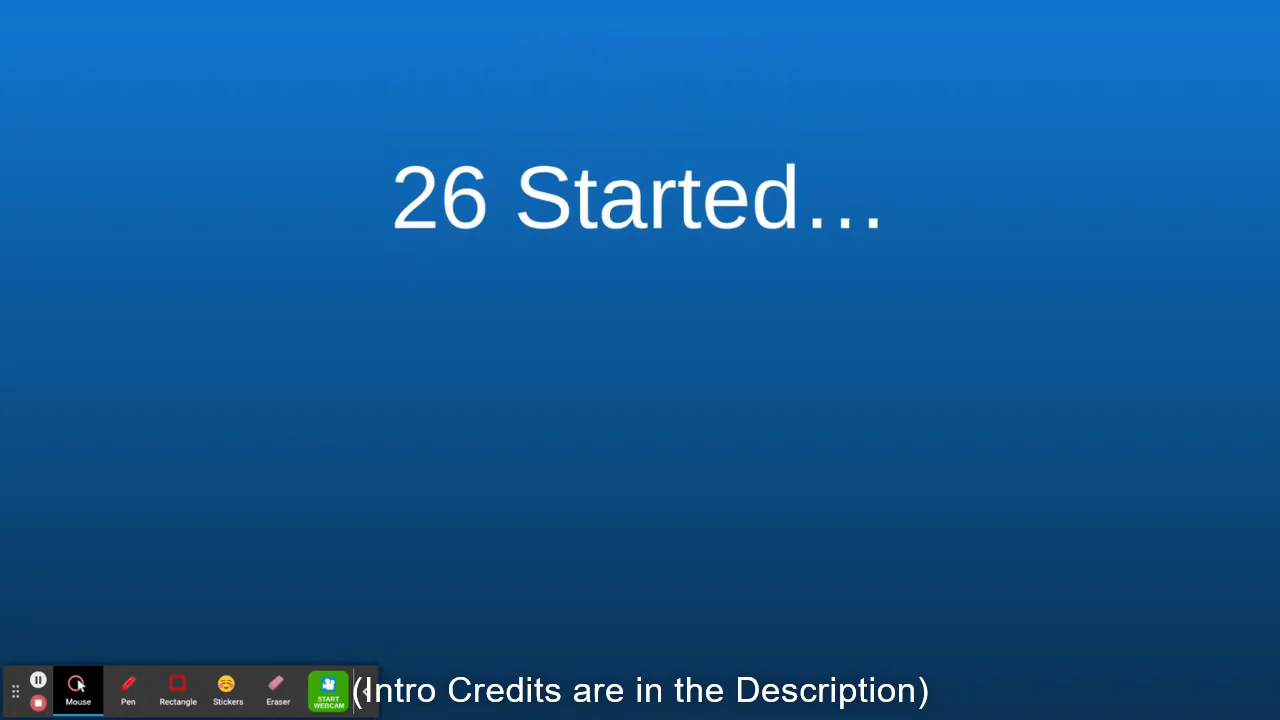 26 Started…
Mouse
Pen
Rectangle
Stickers
Eraser
START
WEBCAM
(Intro Credits are in the Description)